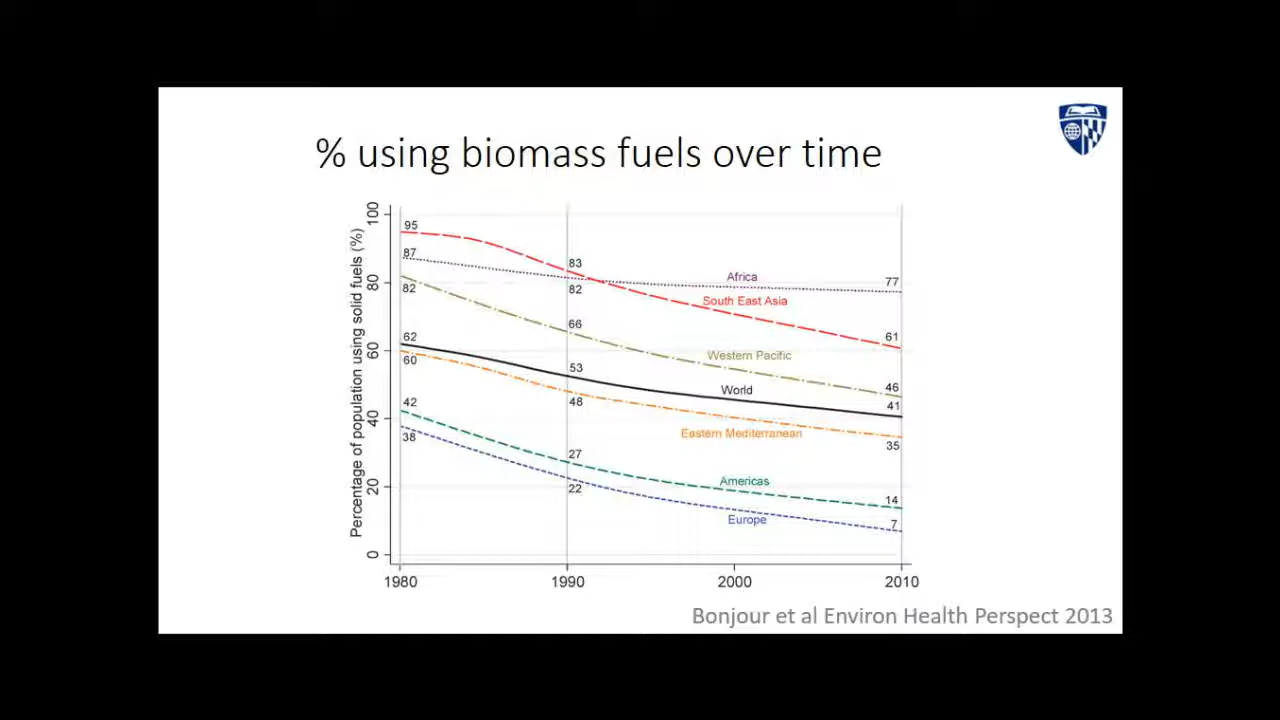 % using biomass fuels over time
Percentage of population using solid fuels (%)
100
80
60
40
20
0
95
87
82
62
60
42
38
83
82
66
53
48
27
22
Africa
South East Asia
Western Pacific
World
Eastern Mediterranean
Americas
Europe
77
61
46
41
35
14
7
1980 1990 2000 2010
Bonjour et al Environ Health Perspect 2013